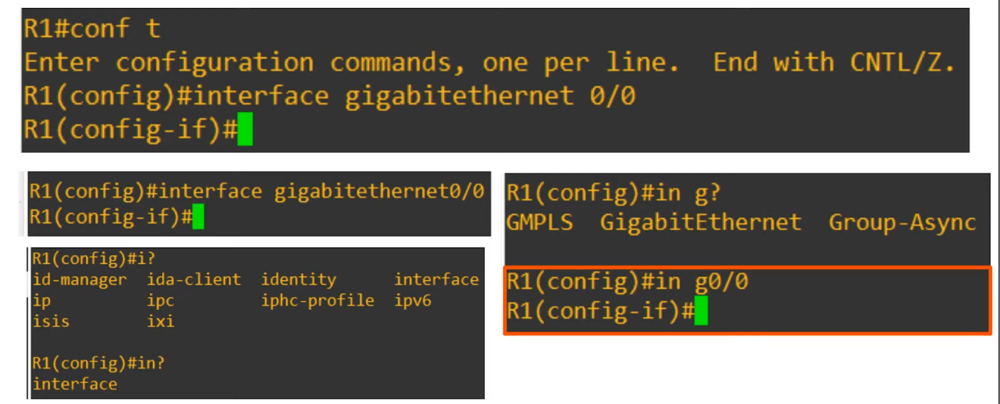 R1#conf t
Enter configuration commands, one per line.  End with CNTL/Z.
R1(config)#interface gigabitethernet 0/0
R1(config-if)#
R1(config)#interface gigabitethernet0/0
R1(config-if)#
R1(config)#i?
id-manager  ida-client  identity      interface
ip          ipc         iphc-profile  ipv6
isis        ixi
R1(config)#in?
interface
R1(config)#in g?
GMPLS  GigabitEthernet  Group-Async
R1(config)#in g0/0
R1(config-if)#